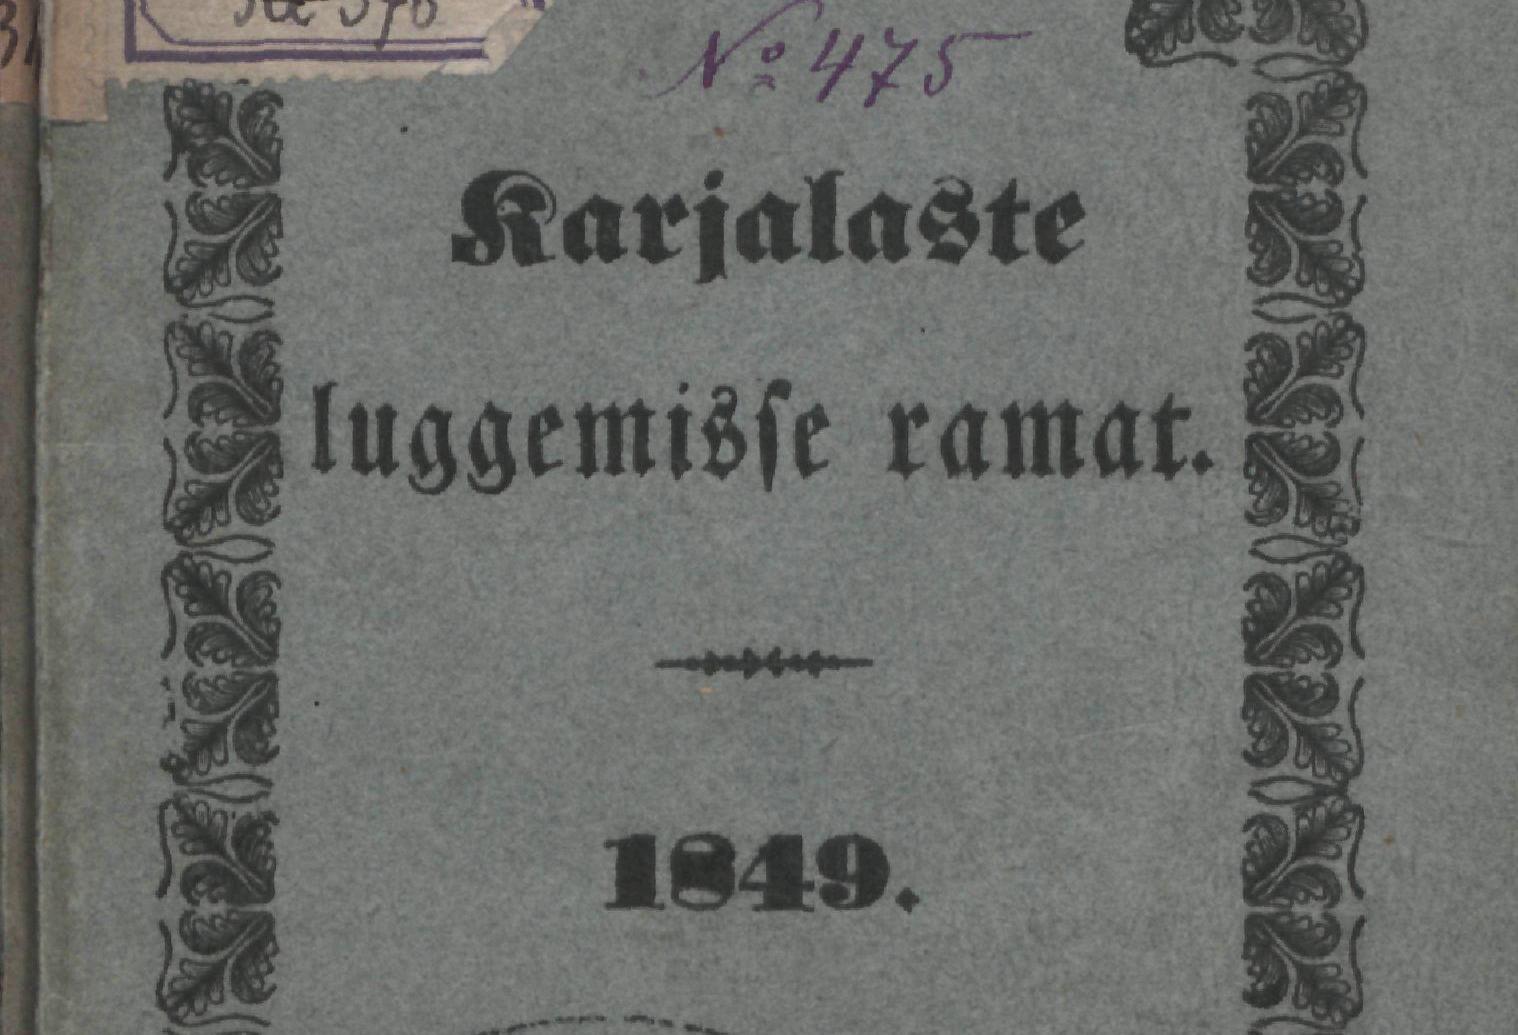 No 475
Karjalaste
luggemisse ramat.
1849.